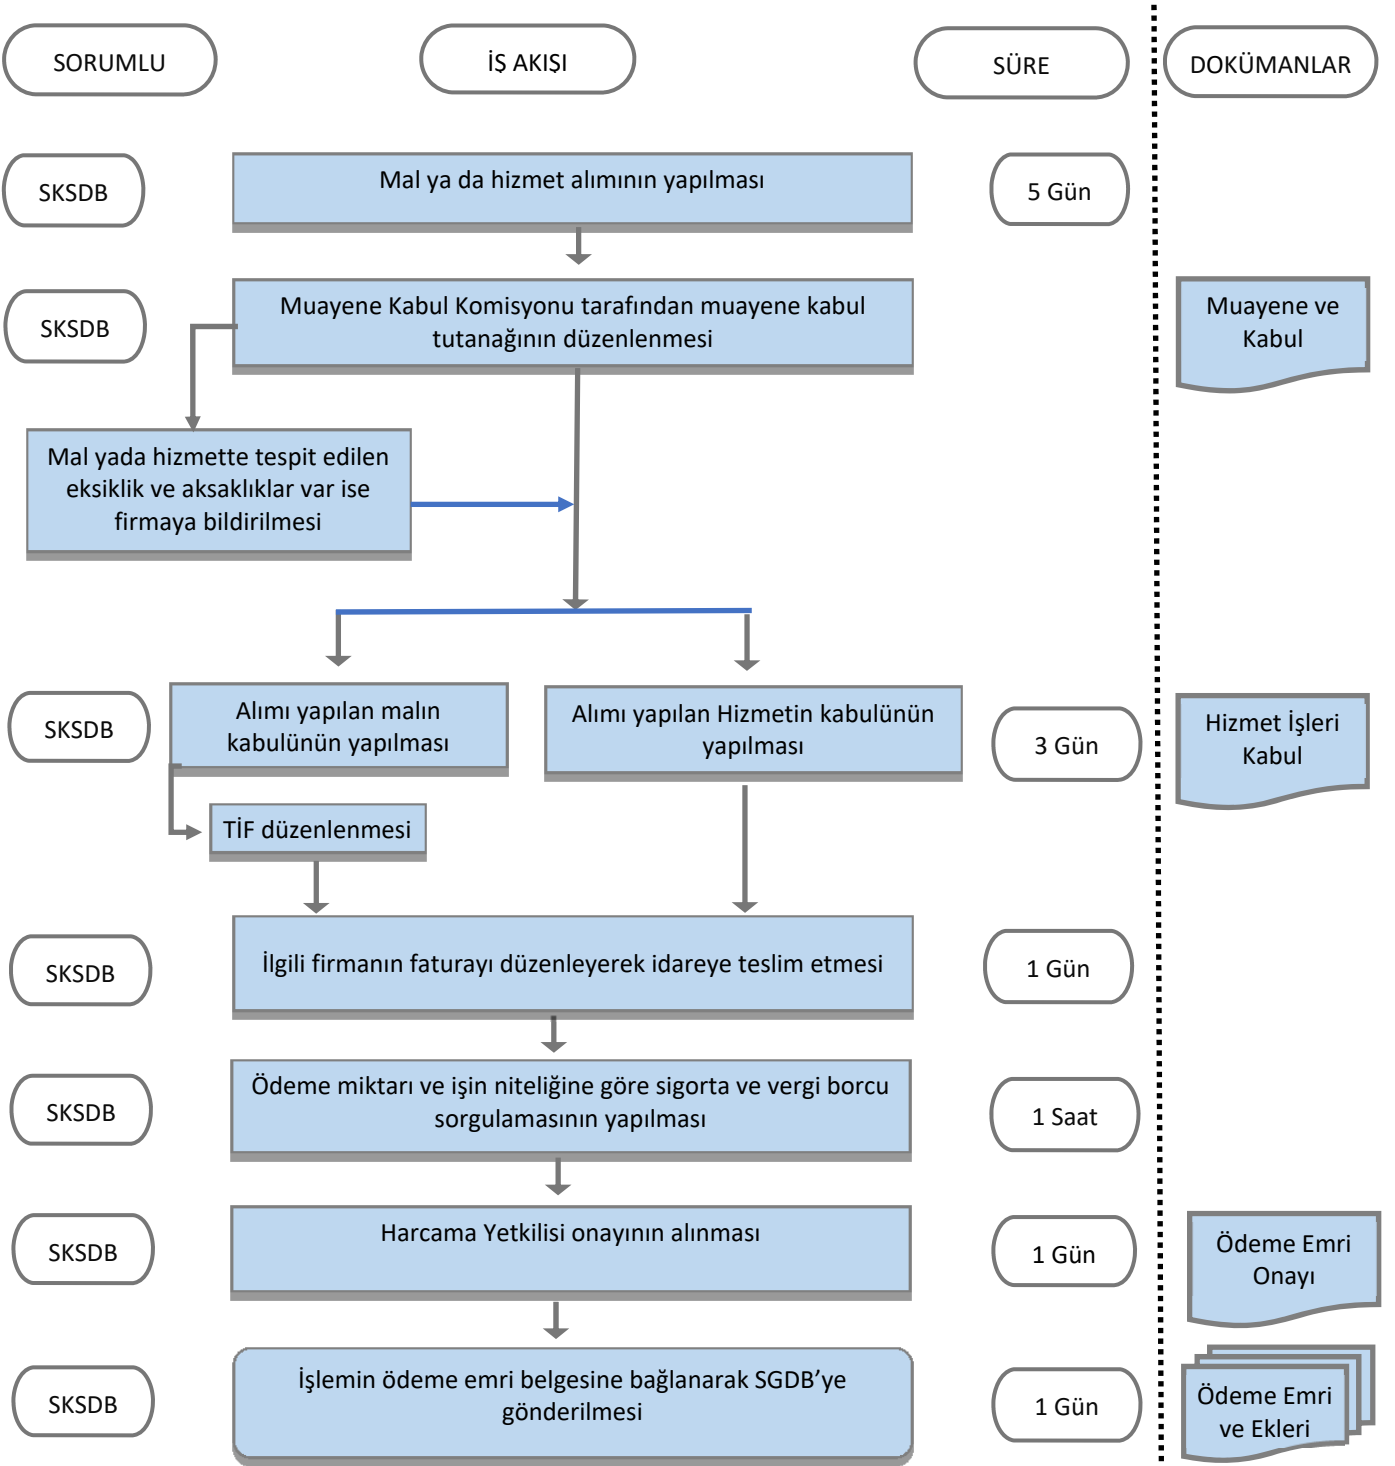 SORUMLU
İŞ AKIŞI
SÜRE
DOKÜMANLAR
SKSDB
Mal ya da hizmet alımının yapılması
5 Gün
SKSDB
Muayene Kabul Komisyonu tarafından muayene kabul
tutanağının düzenlenmesi
Muayene ve
Kabul
Mal yada hizmette tespit edilen
eksiklik ve aksaklıklar var ise
firmaya bildirilmesi
SKSDB
Alımı yapılan malın
kabulünün yapılması
Alımı yapılan Hizmetin kabulünün
yapılması
3 Gün
Hizmet İşleri
Kabul
TİF düzenlenmesi
SKSDB
İlgili firmanın faturayı düzenleyerek idareye teslim etmesi
1 Gün
SKSDB
Ödeme miktarı ve işin niteliğine göre sigorta ve vergi borcu
sorgulamasının yapılması
1 Saat
SKSDB
Harcama Yetkilisi onayının alınması
1 Gün
Ödeme Emri
Onayı
SKSDB
İşlemin ödeme emri belgesine bağlanarak SGDB’ye
gönderilmesi
1 Gün
Ödeme Emri
ve Ekleri